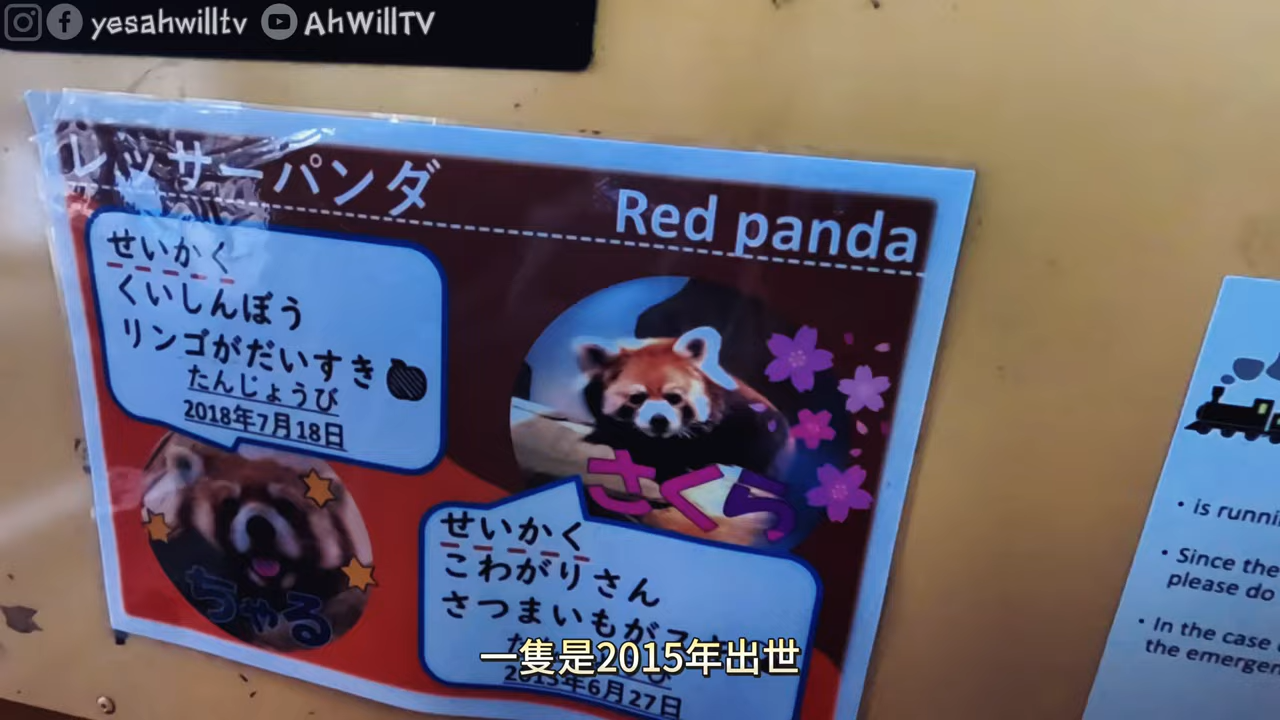 yesahwilltv AhWillTV
レッサーパンダ
Red panda
せいかく
くいしんぼう
リンゴがだいすき
たんじょうび
2018年7月18日
ちゃる
さくら
せいかく
こわがりさん
さつまいもが
2015年6月27日
一隻是2015年出世
• is runni
• Since the
please do
• In the case
the emergen